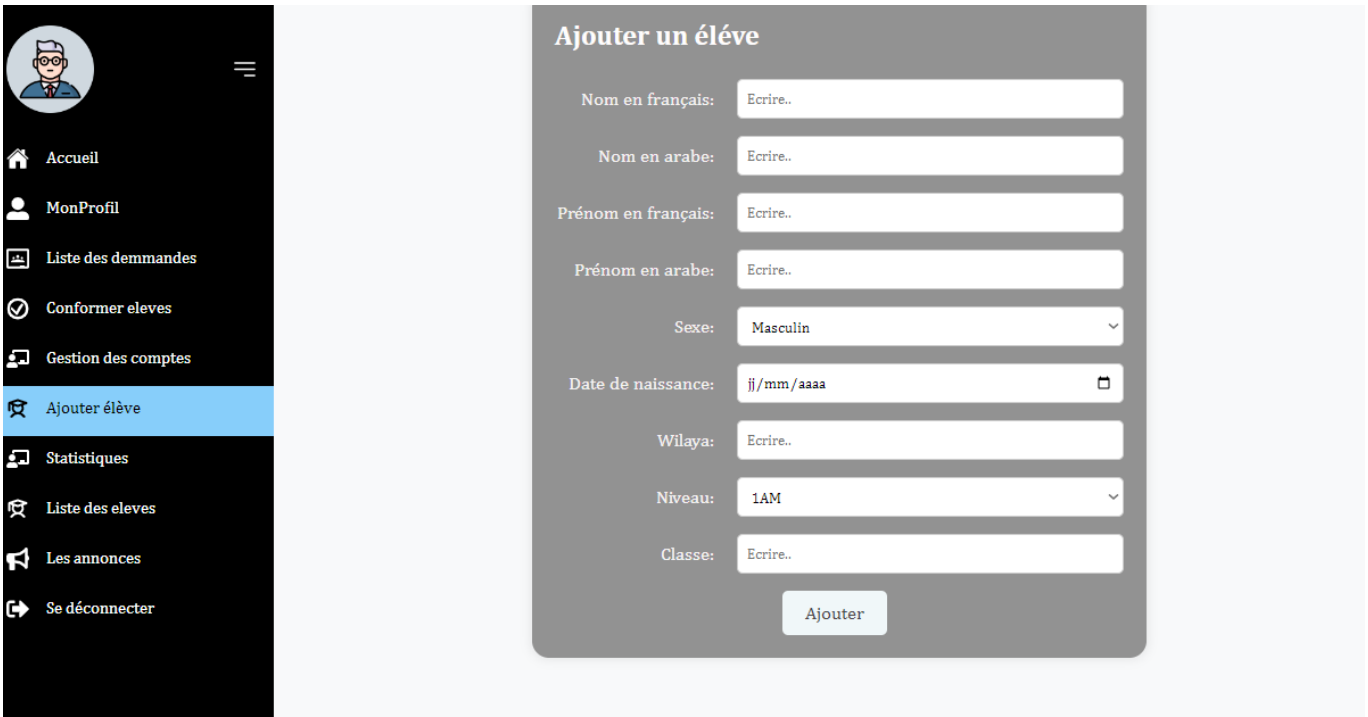 Accueil
MonProfil
Liste des demmandes
Conformer eleves
Gestion des comptes
Ajouter élève
Statistiques
Liste des eleves
Les annonces
Se déconnecter
Ajouter un éléve
Nom en français: Ecrire..
Nom en arabe: Ecrire..
Prénom en français: Ecrire..
Prénom en arabe: Ecrire..
Sexe: Masculin
Date de naissance: jj/mm/aaaa
Wilaya: Ecrire..
Niveau: 1AM
Classe: Ecrire..
Ajouter